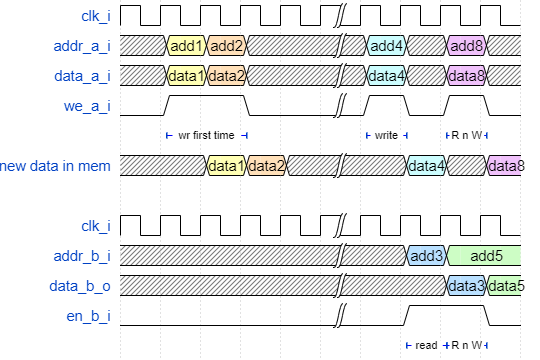 clk_i
addr_a_i add1 add2 add4 add8
data_a_i data1 data2 data4 data8
we_a_i
wr first time write R n W
new data in mem data1 data2 data4 data8
clk_i
addr_b_i add3 add5
data_b_o data3 data5
en_b_i
read R n W